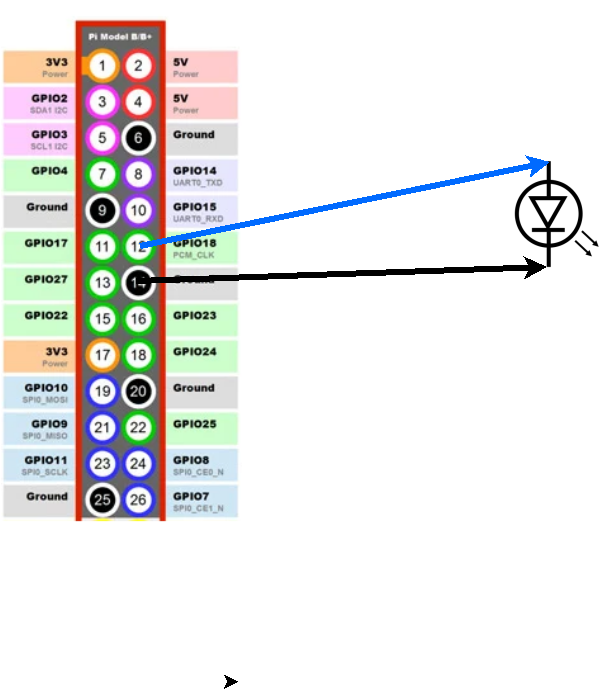 Pi Model B/B+
3V3 Power 1 2 5V Power
GPIO2 SDA1 I2C 3 4 5V Power
GPIO3 SCL1 I2C 5 6 Ground
GPIO4 7 8 GPIO14 UART0_TXD
Ground 9 10 GPIO15 UART0_RXD
GPIO17 11 12 GPIO18 PCM_CLK
GPIO27 13 14
GPIO22 15 16 GPIO23
3V3 Power 17 18 GPIO24
GPIO10 SPI0_MOSI 19 20 Ground
GPIO9 SPI0_MISO 21 22 GPIO25
GPIO11 SPI0_SCLK 23 24 GPIO8 SPI0_CE0_N
Ground 25 26 GPIO7 SPI0_CE1_N